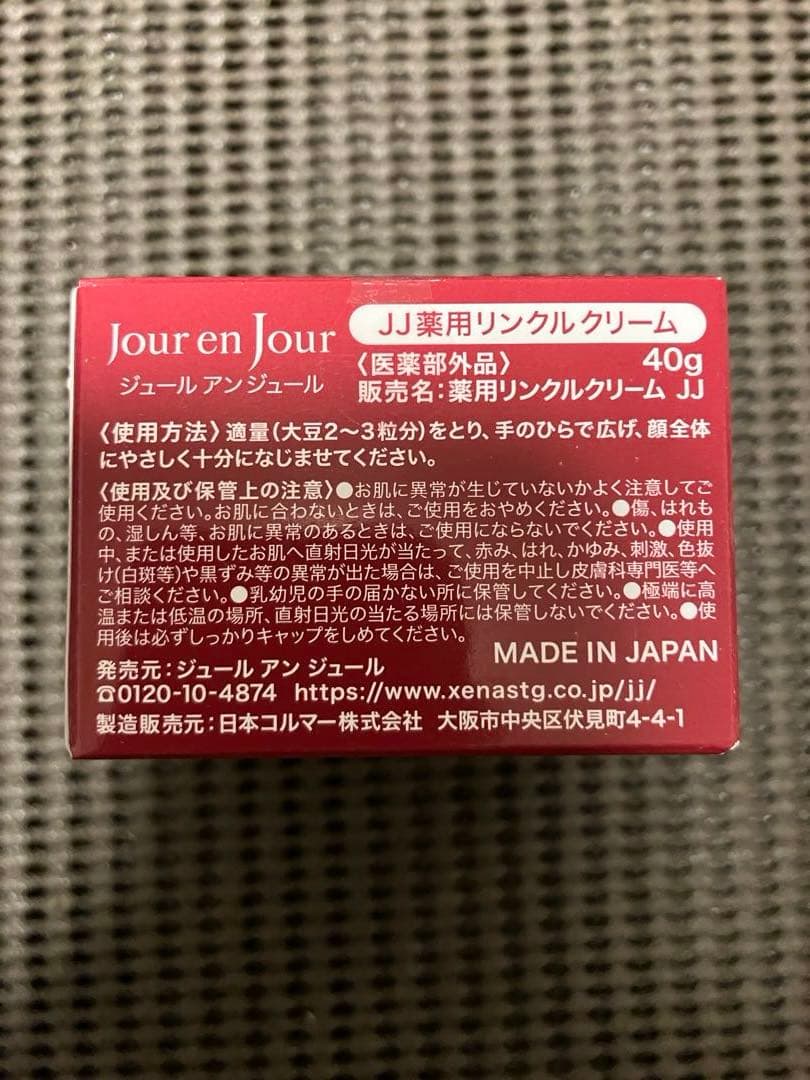 Jour en Jour
ジュール アン ジュール
JJ薬用リンクルクリーム
〈医薬部外品〉 40g
販売名：薬用リンクルクリーム JJ
〈使用方法〉適量（大豆2〜3粒分）をとり、手のひらで広げ、顔全体
にやさしく十分になじませてください。
〈使用及び保管上の注意〉●お肌に異常が生じていないかよく注意してご
使用ください。お肌に合わないときは、ご使用をおやめください。●傷、はれも
の、湿しん等、お肌に異常のあるときは、ご使用にならないでください。●使用
中、または使用したお肌へ直射日光が当たって、赤み、はれ、かゆみ、刺激、色抜
け(白斑等)や黒ずみ等の異常が出た場合は、ご使用を中止し皮膚科専門医等へ
ご相談ください。●乳幼児の手の届かない所に保管してください。●極端に高
温または低温の場所、直射日光の当たる場所には保管しないでください。●使
用後は必ずしっかりキャップをしめてください。
MADE IN JAPAN
発売元：ジュール アン ジュール
☎0120-10-4874 https://www.xenastg.co.jp/jj/
製造販売元：日本コルマー株式会社 大阪市中央区伏見町4-4-1